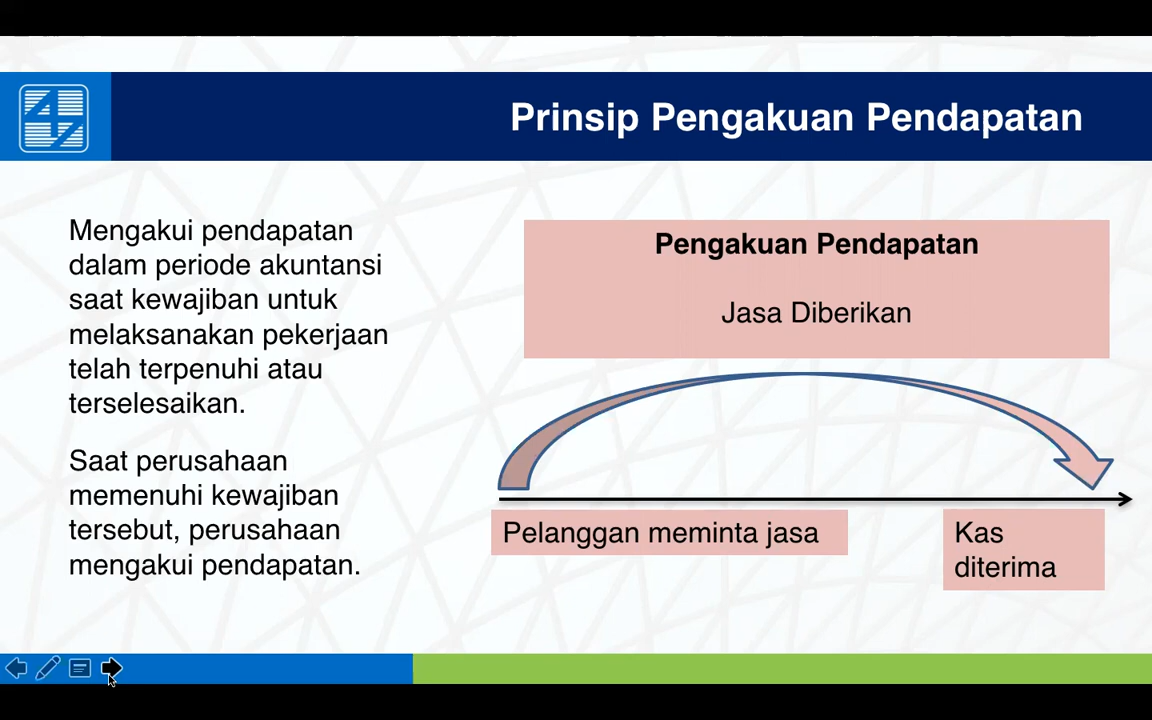 Prinsip Pengakuan Pendapatan
Mengakui pendapatan
dalam periode akuntansi
saat kewajiban untuk
melaksanakan pekerjaan
telah terpenuhi atau
terselesaikan.
Saat perusahaan
memenuhi kewajiban
tersebut, perusahaan
mengakui pendapatan.
Pengakuan Pendapatan
Jasa Diberikan
Pelanggan meminta jasa
Kas
diterima